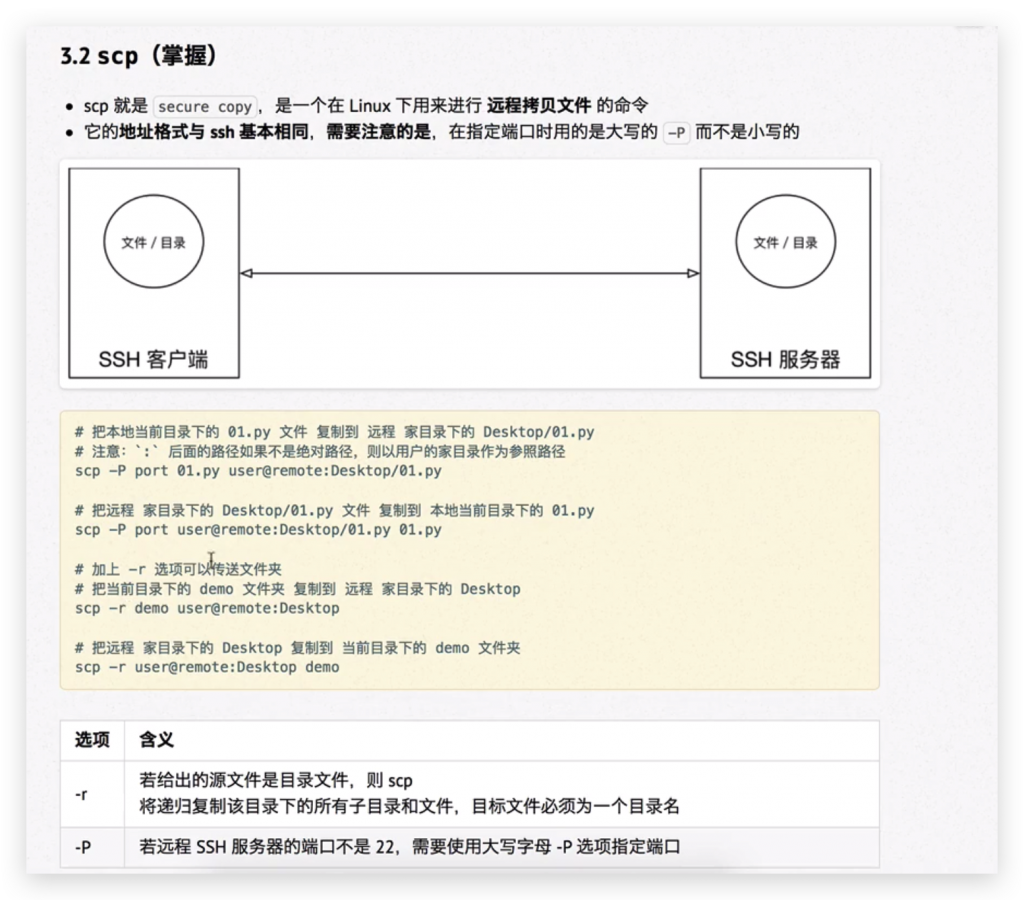 3.2 scp（掌握）
• scp 就是 secure copy，是一个在 Linux 下用来进行 远程拷贝文件 的命令
• 它的地址格式与 ssh 基本相同，需要注意的是，在指定端口时用的是大写的 -P 而不是小写的
文件 / 目录
文件 / 目录
SSH 客户端
SSH 服务器
# 把本地当前目录下的 01.py 文件 复制到 远程 家目录下的 Desktop/01.py
# 注意：`:` 后面的路径如果不是绝对路径，则以用户的家目录作为参照路径
scp -P port 01.py user@remote:Desktop/01.py
# 把远程 家目录下的 Desktop/01.py 文件 复制到 本地当前目录下的 01.py
scp -P port user@remote:Desktop/01.py 01.py
# 加上 -r 选项可以传送文件夹
# 把当前目录下的 demo 文件夹 复制到 远程 家目录下的 Desktop
scp -r demo user@remote:Desktop
# 把远程 家目录下的 Desktop 复制到 当前目录下的 demo 文件夹
scp -r user@remote:Desktop demo
选项 含义
-r 若给出的源文件是目录文件，则 scp
将递归复制该目录下的所有子目录和文件，目标文件必须为一个目录名
-P 若远程 SSH 服务器的端口不是 22，需要使用大写字母 -P 选项指定端口